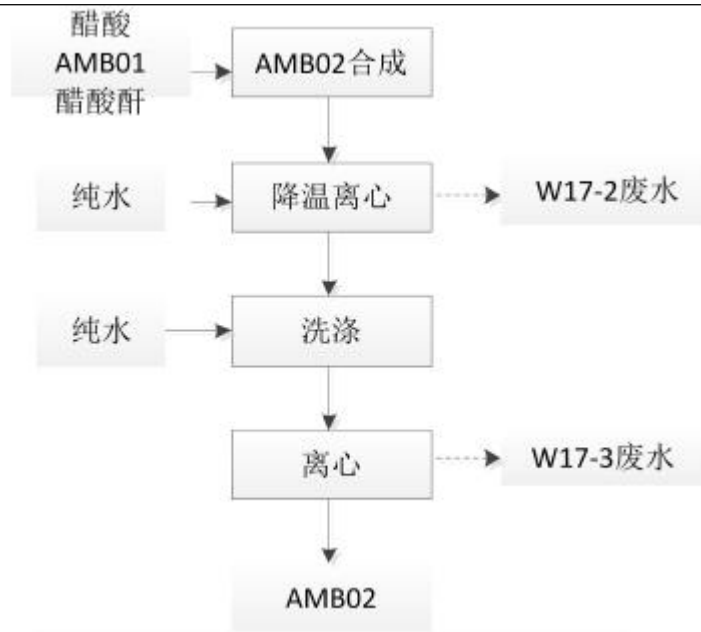 醋酸
AMB01
醋酸酐
AMB02合成
纯水
降温离心
W17-2废水
纯水
洗涤
离心
W17-3废水
AMB02